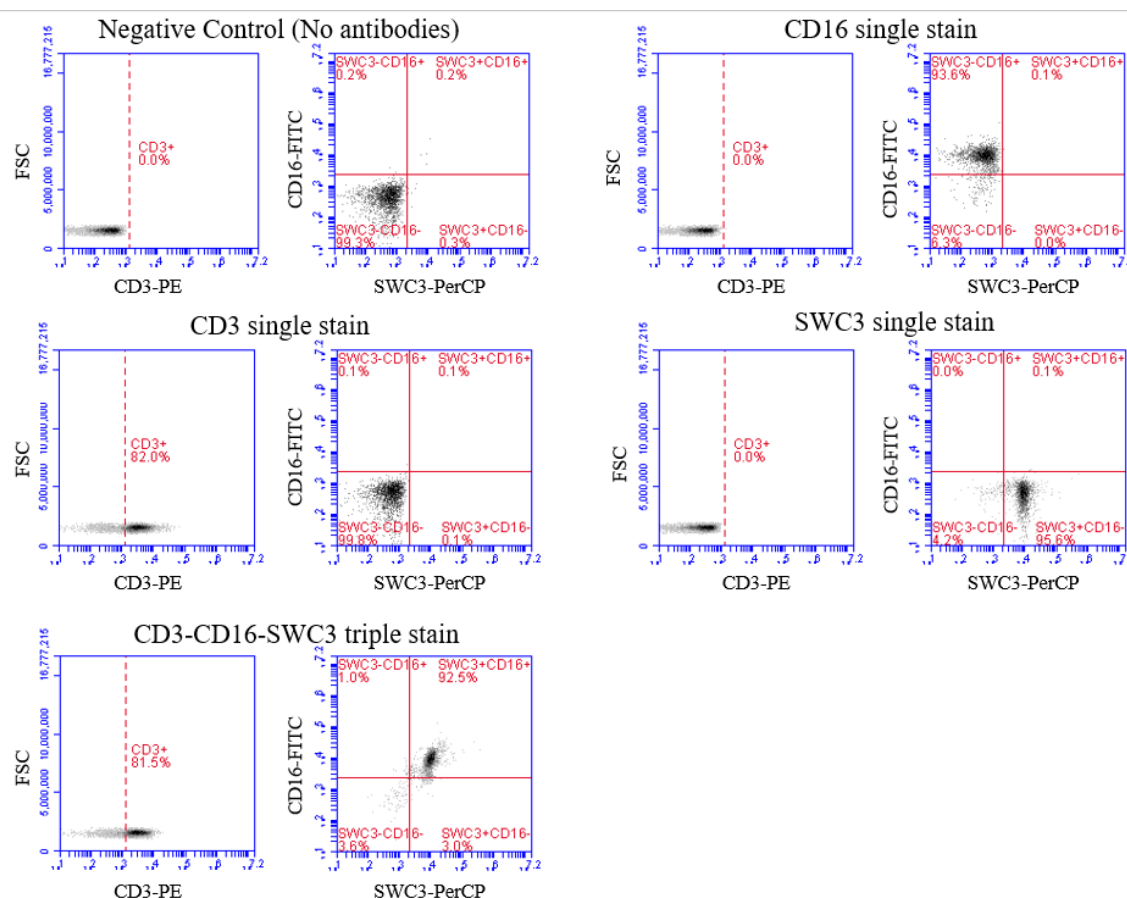 Negative Control (No antibodies)
FSC
16,777,215
10,000,000
5,000,000
0
CD3+
0.0%
CD3-PE
CD16-FITC
SWC3-CD16+ SWC3+CD16+
0.2% 0.2%
SWC3-CD16- SWC3+CD16-
99.3% 0.3%
SWC3-PerCP
CD16 single stain
FSC
16,777,215
10,000,000
5,000,000
0
CD3+
0.0%
CD3-PE
CD16-FITC
SWC3-CD16+ SWC3+CD16+
93.6% 0.1%
SWC3-CD16- SWC3+CD16-
6.3% 0.0%
SWC3-PerCP
CD3 single stain
FSC
16,777,215
10,000,000
5,000,000
0
CD3+
82.0%
CD3-PE
CD16-FITC
SWC3-CD16+ SWC3+CD16+
0.1% 0.1%
SWC3-CD16- SWC3+CD16-
99.8% 0.1%
SWC3-PerCP
SWC3 single stain
FSC
16,777,215
10,000,000
5,000,000
0
CD3+
0.0%
CD3-PE
CD16-FITC
SWC3-CD16+ SWC3+CD16+
0.0% 0.1%
SWC3-CD16- SWC3+CD16-
4.2% 95.6%
SWC3-PerCP
CD3-CD16-SWC3 triple stain
FSC
16,777,215
10,000,000
5,000,000
0
CD3+
81.5%
CD3-PE
CD16-FITC
SWC3-CD16+ SWC3+CD16+
1.0% 92.5%
SWC3-CD16- SWC3+CD16-
3.6% 3.0%
SWC3-PerCP